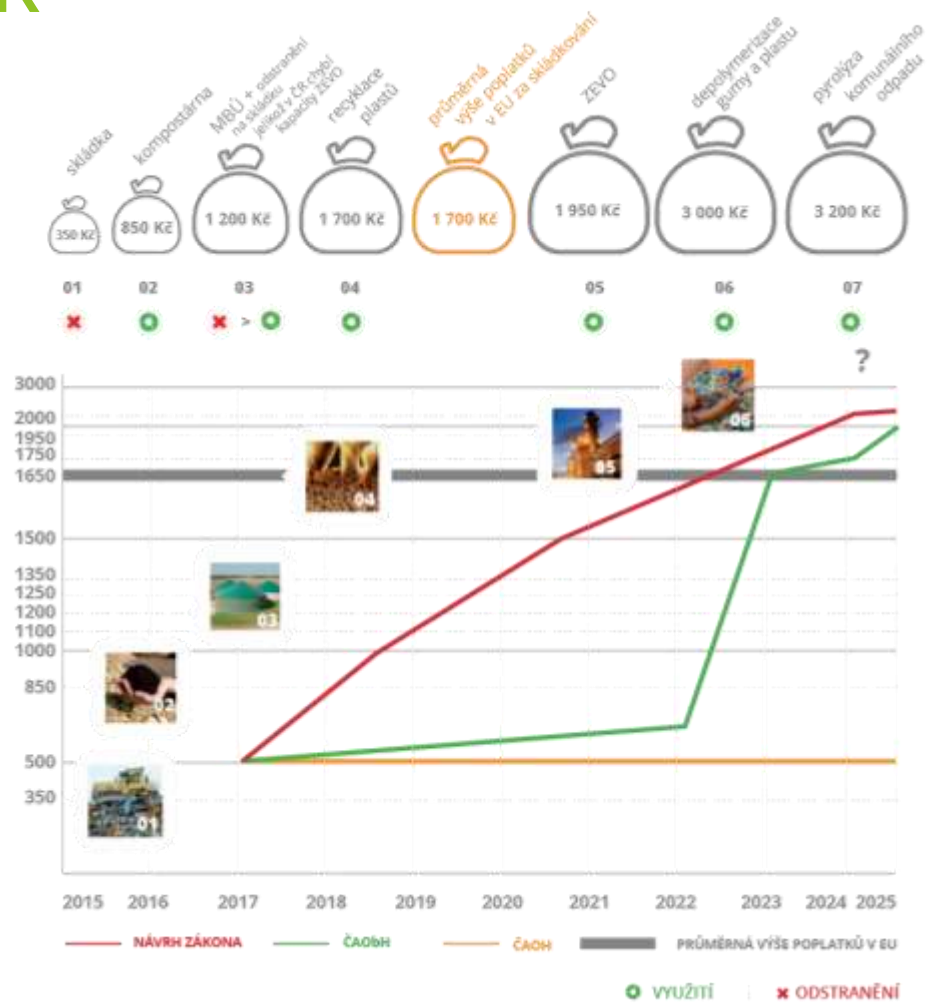 R
skládka
kompostárna
MBÚ + odstranění
na skládku
jelikož v ČR chybí
kapacity ZEVO
recyklace
plastů
průměrná
výše poplatků
v EU za skládkování
ZEVO
depolymerizace
gumy a plastu
pyrolýza
komunálního
odpadu
350 Kč
850 Kč
1 200 Kč
1 700 Kč
1 700 Kč
1 950 Kč
3 000 Kč
3 200 Kč
01
02
03
04
05
06
07
>
?
3000
2000
1950
1750
1650
1500
1350
1250
1200
1100
1000
850
500
350
06
05
04
03
02
01
2015
2016
2017
2018
2019
2020
2021
2022
2023
2024
2025
NÁVRH ZÁKONA
ČAObH
ČAOH
PRŮMĚRNÁ VÝŠE POPLATKŮ V EU
VYUŽITÍ
ODSTRANĚNÍ